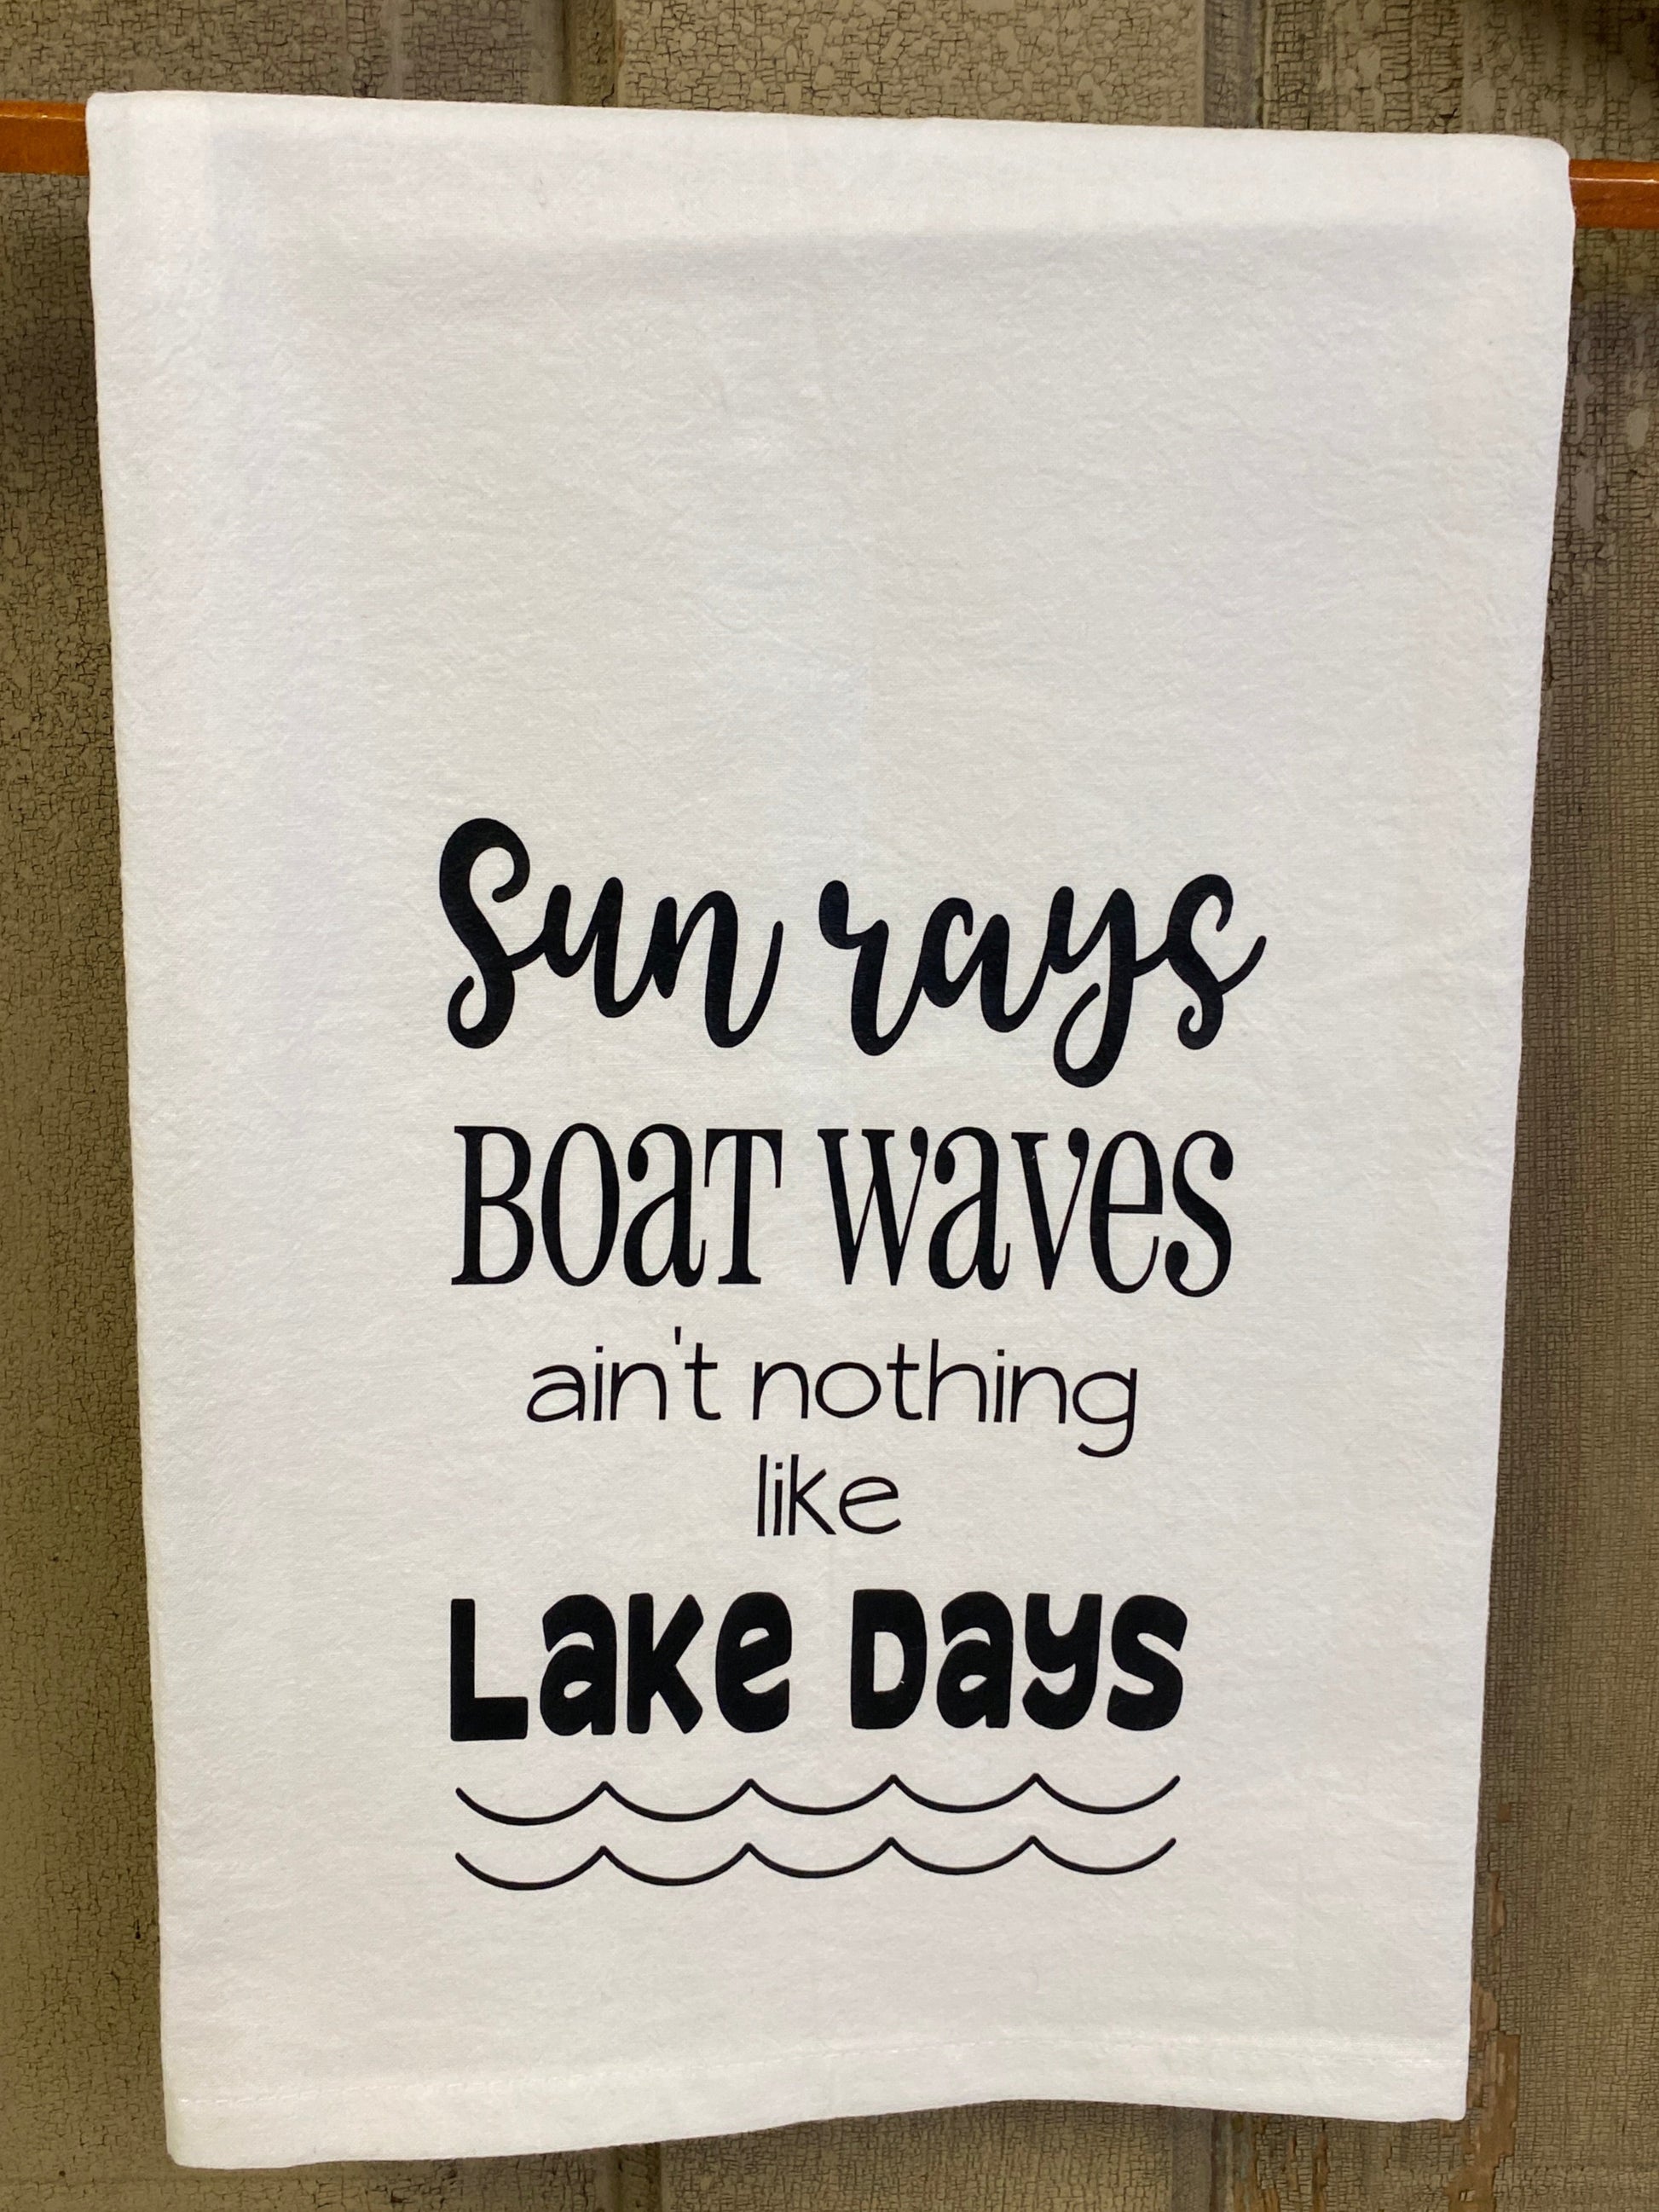 Sun rays
Boat waves
ain't nothing
like
Lake Days